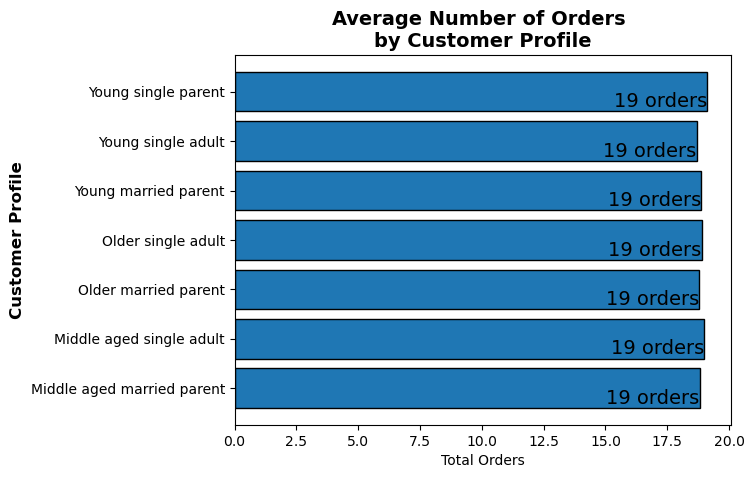 Average Number of Orders
by Customer Profile
Customer Profile
Young single parent
19 orders
Young single adult
19 orders
Young married parent
19 orders
Older single adult
19 orders
Older married parent
19 orders
Middle aged single adult
19 orders
Middle aged married parent
19 orders
0.0 2.5 5.0 7.5 10.0 12.5 15.0 17.5 20.0
Total Orders